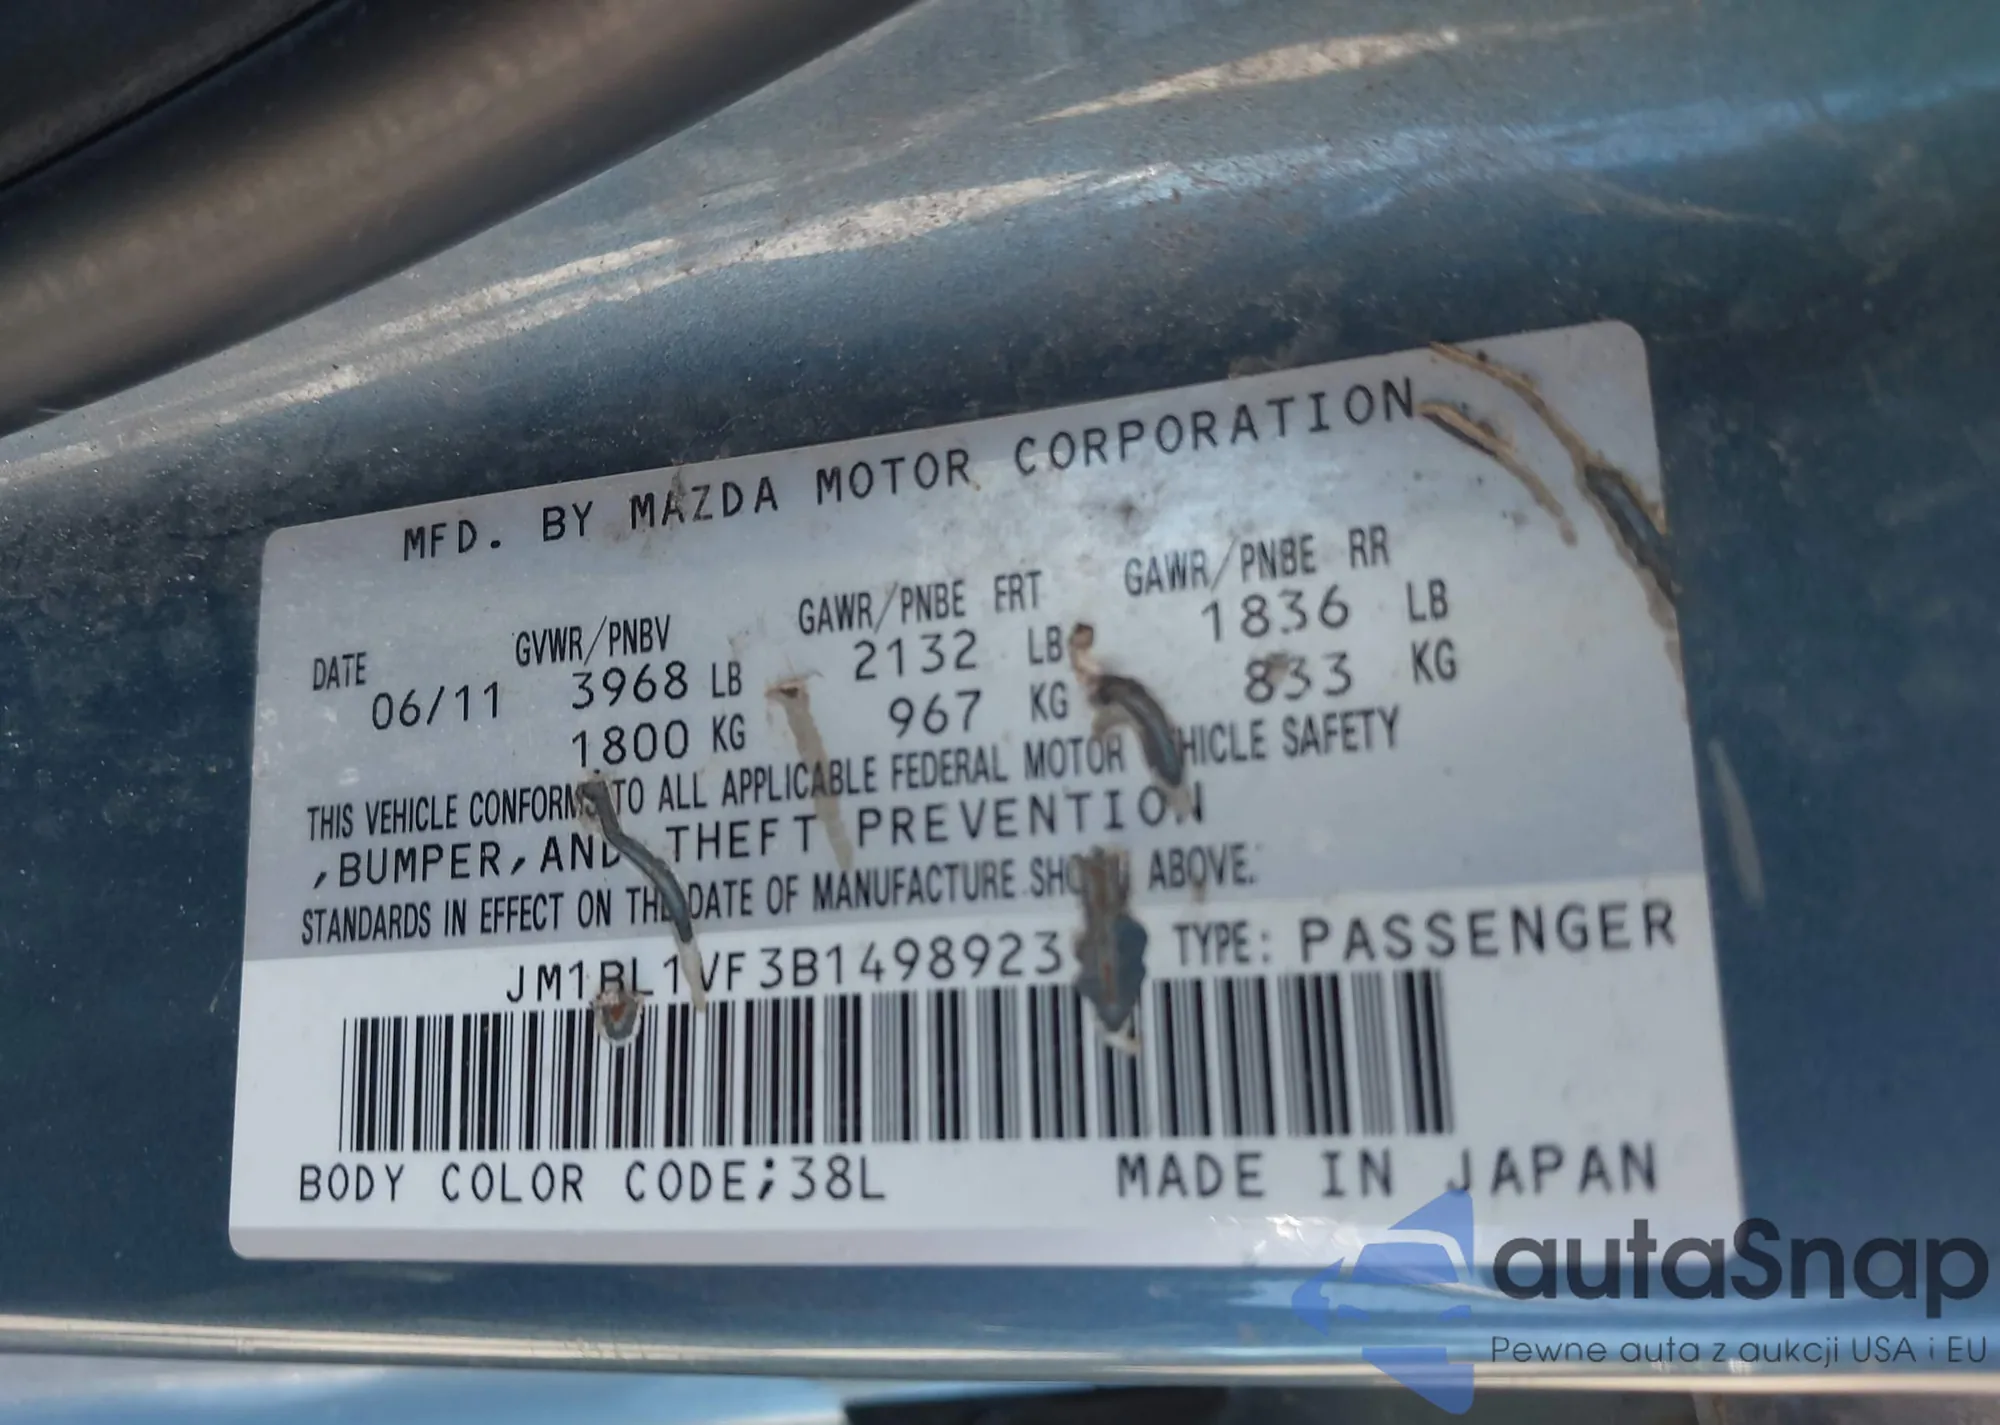 MFD. BY MAZDA MOTOR CORPORATION
DATE GVWR/PNBV GAWR/PNBE FRT GAWR/PNBE RR
06/11 3968 LB 2132 LB 1836 LB
1800 KG 967 KG 833 KG
THIS VEHICLE CONFORMS TO ALL APPLICABLE FEDERAL MOTOR VEHICLE SAFETY
,BUMPER,AND THEFT PREVENTION
STANDARDS IN EFFECT ON THE DATE OF MANUFACTURE SHOWN ABOVE.
JM1BL1VF3B1498923 TYPE: PASSENGER
BODY COLOR CODE;38L MADE IN JAPAN
autaSnap
Pewne auta z aukcji USA i EU